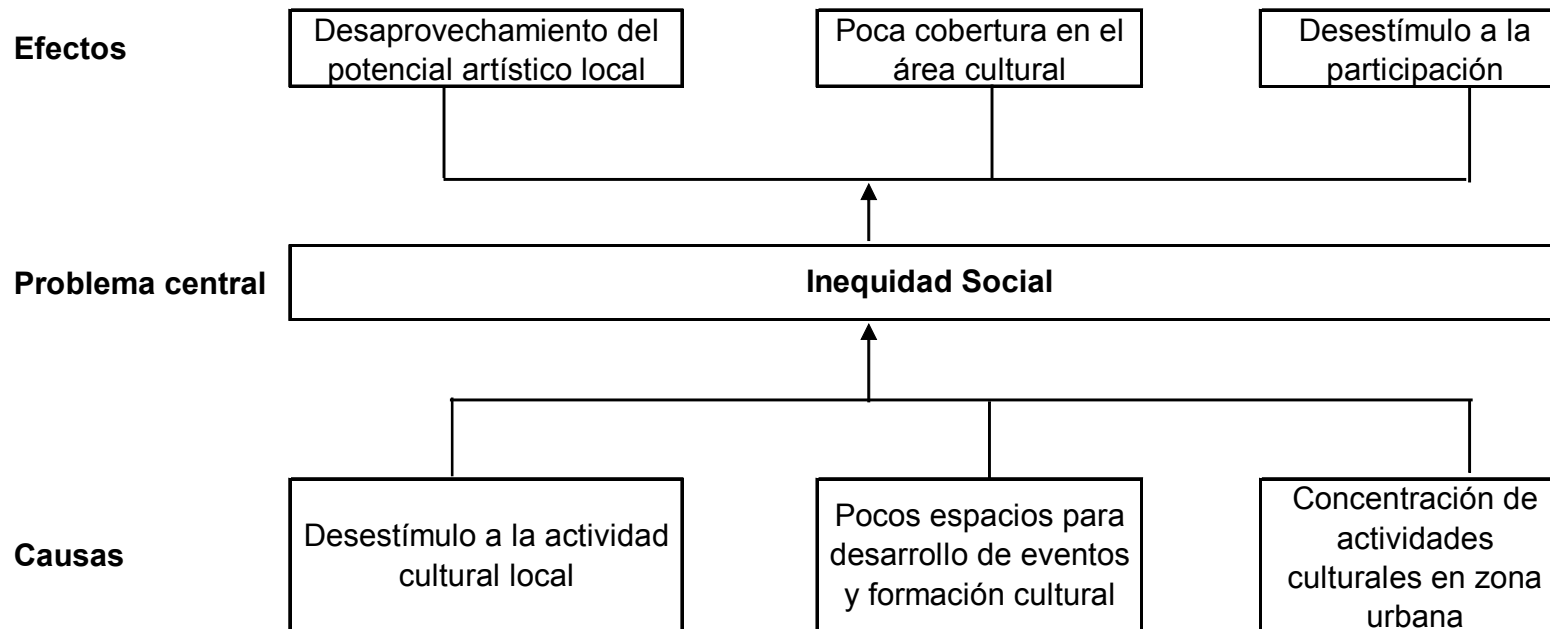 Efectos
Desaprovechamiento del
potencial artístico local
Poca cobertura en el
área cultural
Desestímulo a la
participación
Problema central
Inequidad Social
Causas
Desestímulo a la actividad
cultural local
Pocos espacios para
desarrollo de eventos
y formación cultural
Concentración de
actividades
culturales en zona
urbana